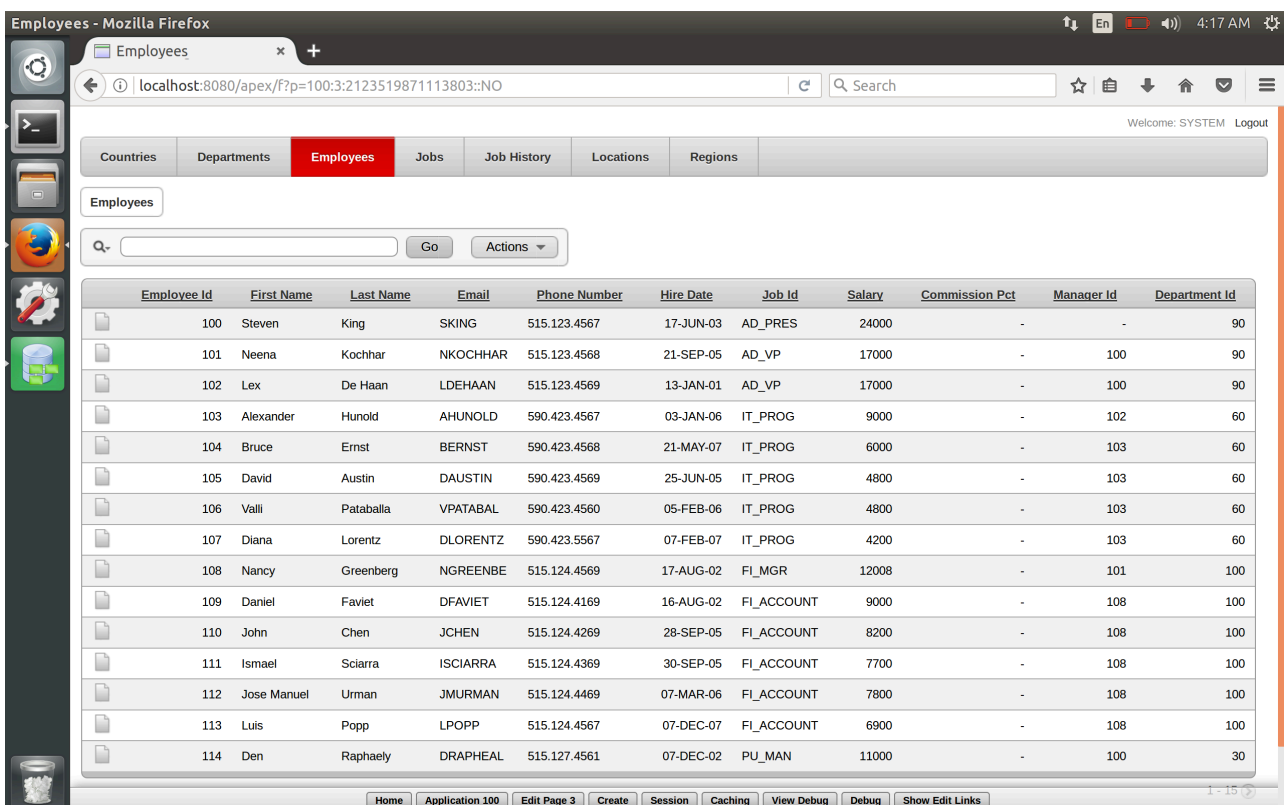 Employees - Mozilla Firefox En 4:17 AM
Employees
localhost:8080/apex/f?p=100:3:2123519871113803::NO Search
Welcome: SYSTEM Logout
Countries Departments Employees Jobs Job History Locations Regions
Employees
Go Actions
Employee Id First Name Last Name Email Phone Number Hire Date Job Id Salary Commission Pct Manager Id Department Id
100 Steven King SKING 515.123.4567 17-JUN-03 AD_PRES 24000 - - 90
101 Neena Kochhar NKOCHHAR 515.123.4568 21-SEP-05 AD_VP 17000 - 100 90
102 Lex De Haan LDEHAAN 515.123.4569 13-JAN-01 AD_VP 17000 - 100 90
103 Alexander Hunold AHUNOLD 590.423.4567 03-JAN-06 IT_PROG 9000 - 102 60
104 Bruce Ernst BERNST 590.423.4568 21-MAY-07 IT_PROG 6000 - 103 60
105 David Austin DAUSTIN 590.423.4569 25-JUN-05 IT_PROG 4800 - 103 60
106 Valli Pataballa VPATABAL 590.423.4560 05-FEB-06 IT_PROG 4800 - 103 60
107 Diana Lorentz DLORENTZ 590.423.5567 07-FEB-07 IT_PROG 4200 - 103 60
108 Nancy Greenberg NGREENBE 515.124.4569 17-AUG-02 FI_MGR 12008 - 101 100
109 Daniel Faviet DFAVIET 515.124.4169 16-AUG-02 FI_ACCOUNT 9000 - 108 100
110 John Chen JCHEN 515.124.4269 28-SEP-05 FI_ACCOUNT 8200 - 108 100
111 Ismael Sciarra ISCIARRA 515.124.4369 30-SEP-05 FI_ACCOUNT 7700 - 108 100
112 Jose Manuel Urman JMURMAN 515.124.4469 07-MAR-06 FI_ACCOUNT 7800 - 108 100
113 Luis Popp LPOPP 515.124.4567 07-DEC-07 FI_ACCOUNT 6900 - 108 100
114 Den Raphaely DRAPHEAL 515.127.4561 07-DEC-02 PU_MAN 11000 - 100 30
1 - 15
Home Application 100 Edit Page 3 Create Session Caching View Debug Debug Show Edit Links